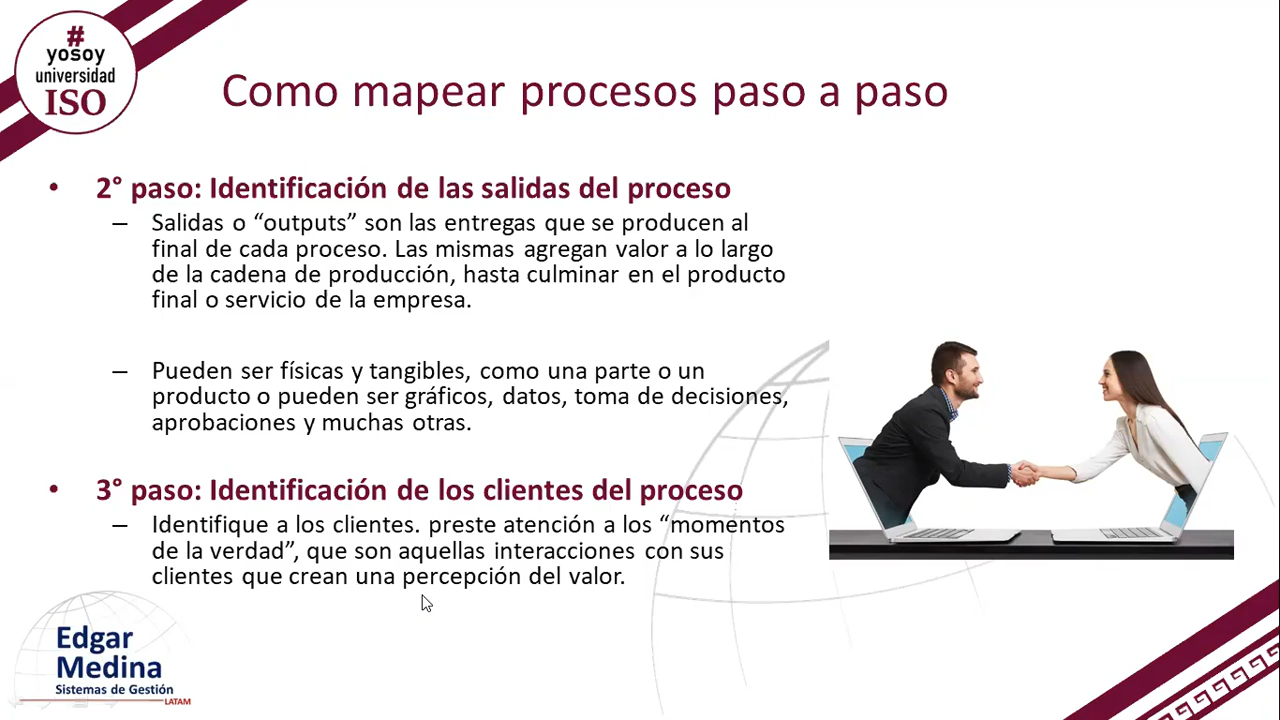 #
yosoy
universidad
ISO
Como mapear procesos paso a paso
• 2° paso: Identificación de las salidas del proceso
– Salidas o “outputs” son las entregas que se producen al
final de cada proceso. Las mismas agregan valor a lo largo
de la cadena de producción, hasta culminar en el producto
final o servicio de la empresa.
– Pueden ser físicas y tangibles, como una parte o un
producto o pueden ser gráficos, datos, toma de decisiones,
aprobaciones y muchas otras.
• 3° paso: Identificación de los clientes del proceso
– Identifique a los clientes. preste atención a los “momentos
de la verdad”, que son aquellas interacciones con sus
clientes que crean una percepción del valor.
Edgar
Medina
Sistemas de Gestión
LATAM